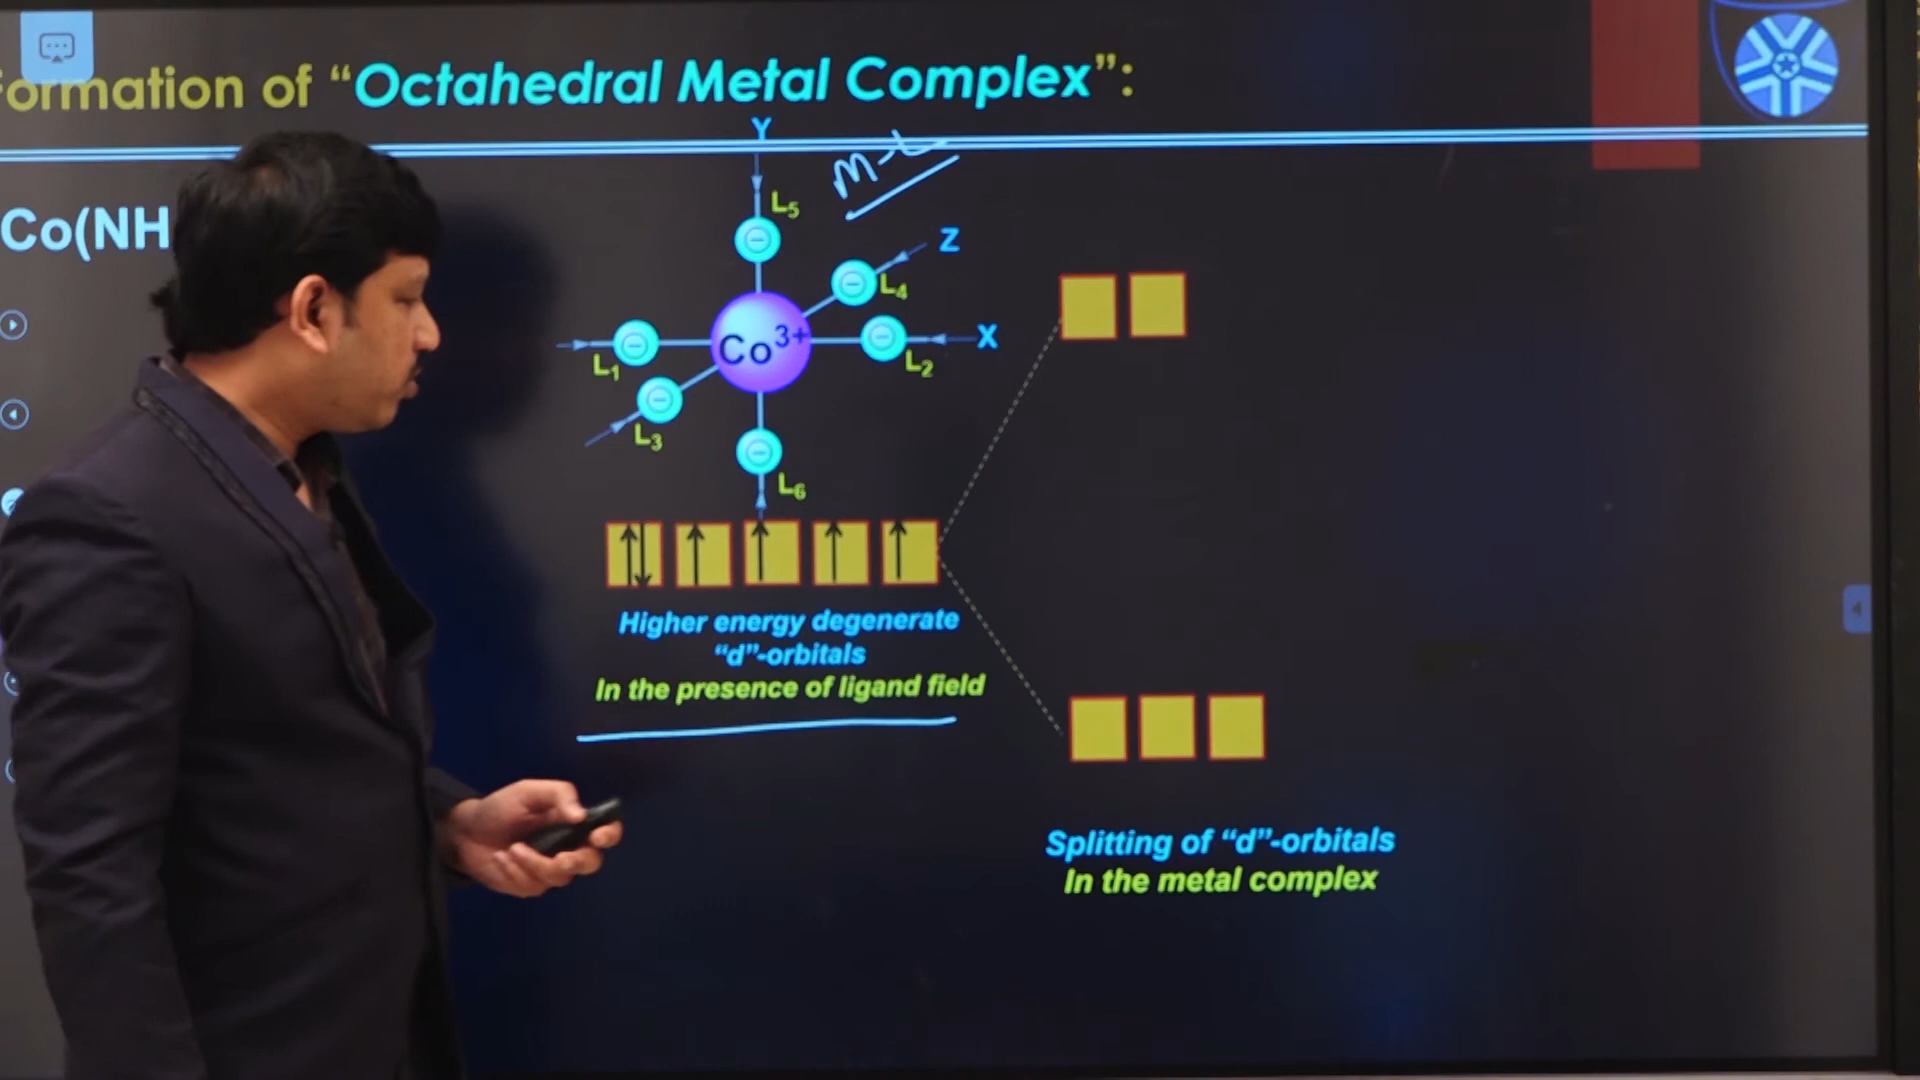 Formation of “Octahedral Metal Complex”:
Y
M-L
L5
Z
Co(NH
L4
Co3+
X
L1
L2
L3
L6
Higher energy degenerate
“d”-orbitals
In the presence of ligand field
Splitting of “d”-orbitals
In the metal complex